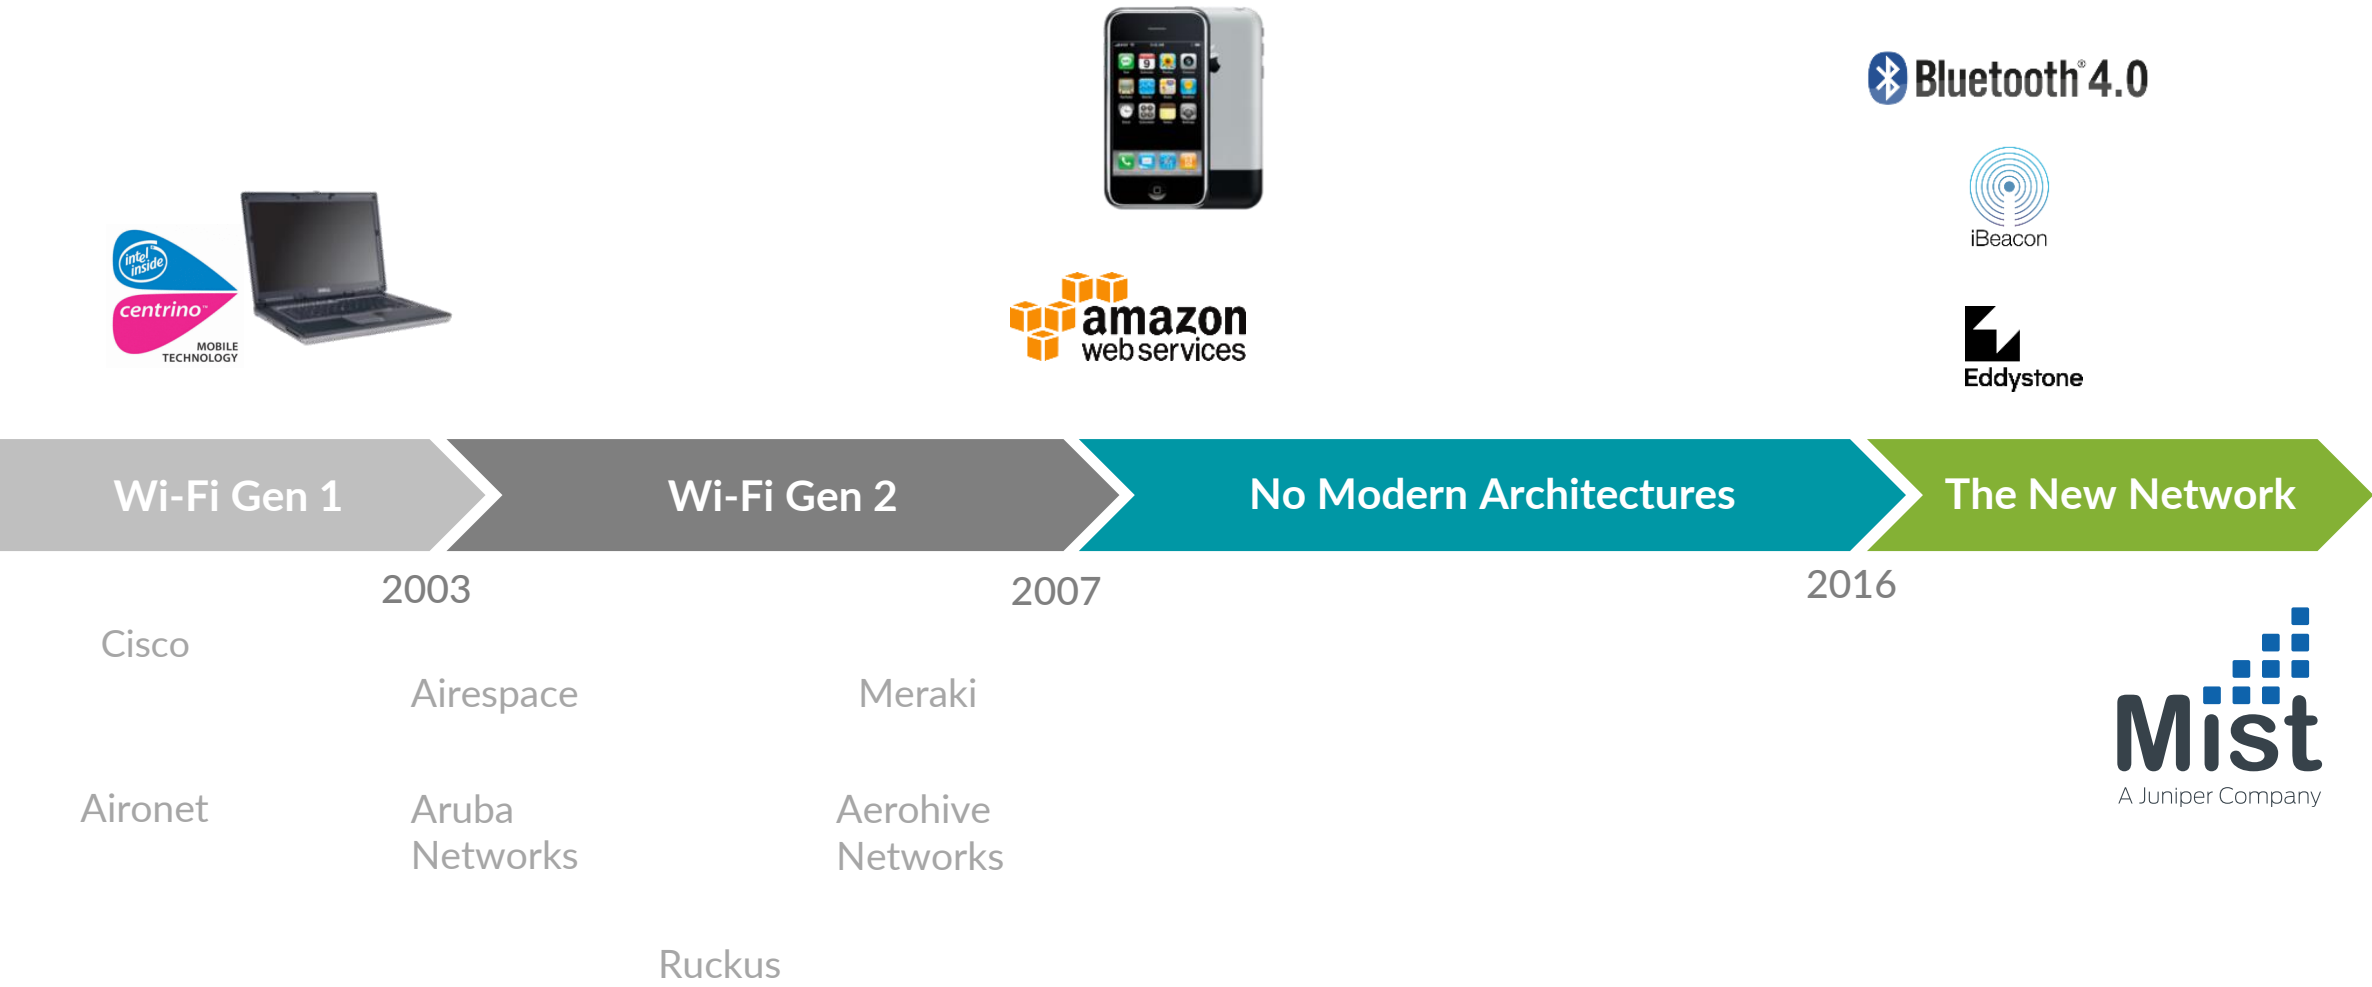 Bluetooth® 4.0
iBeacon
intel
inside
centrino™
MOBILE
TECHNOLOGY
amazon
web services
Eddystone
Wi-Fi Gen 1
Wi-Fi Gen 2
No Modern Architectures
The New Network
2003
2007
2016
Cisco
Airespace
Meraki
Mist
A Juniper Company
Aironet
Aruba
Networks
Aerohive
Networks
Ruckus